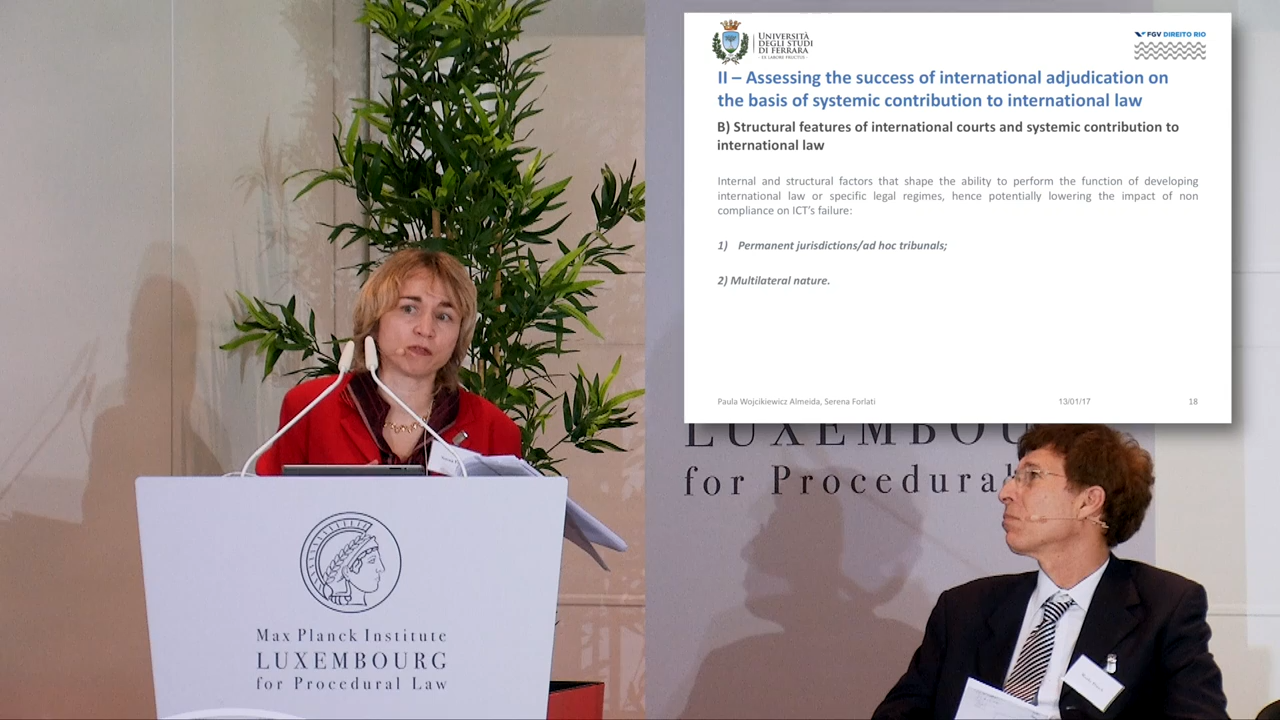 UNIVERSITÀ
DEGLI STUDI
DI FERRARA
- EX LABORE FRUCTUS -
FGV DIREITO RIO
II – Assessing the success of international adjudication on
the basis of systemic contribution to international law
B) Structural features of international courts and systemic contribution to
international law
Internal and structural factors that shape the ability to perform the function of developing
international law or specific legal regimes, hence potentially lowering the impact of non
compliance on ICT's failure:
1) Permanent jurisdictions/ad hoc tribunals;
2) Multilateral nature.
Paula Wojcikiewicz Almeida, Serena Forlati 13/01/17 18
LUXEMBOU
for Procedural
Max Planck Institute
LUXEMBOURG
for Procedural Law